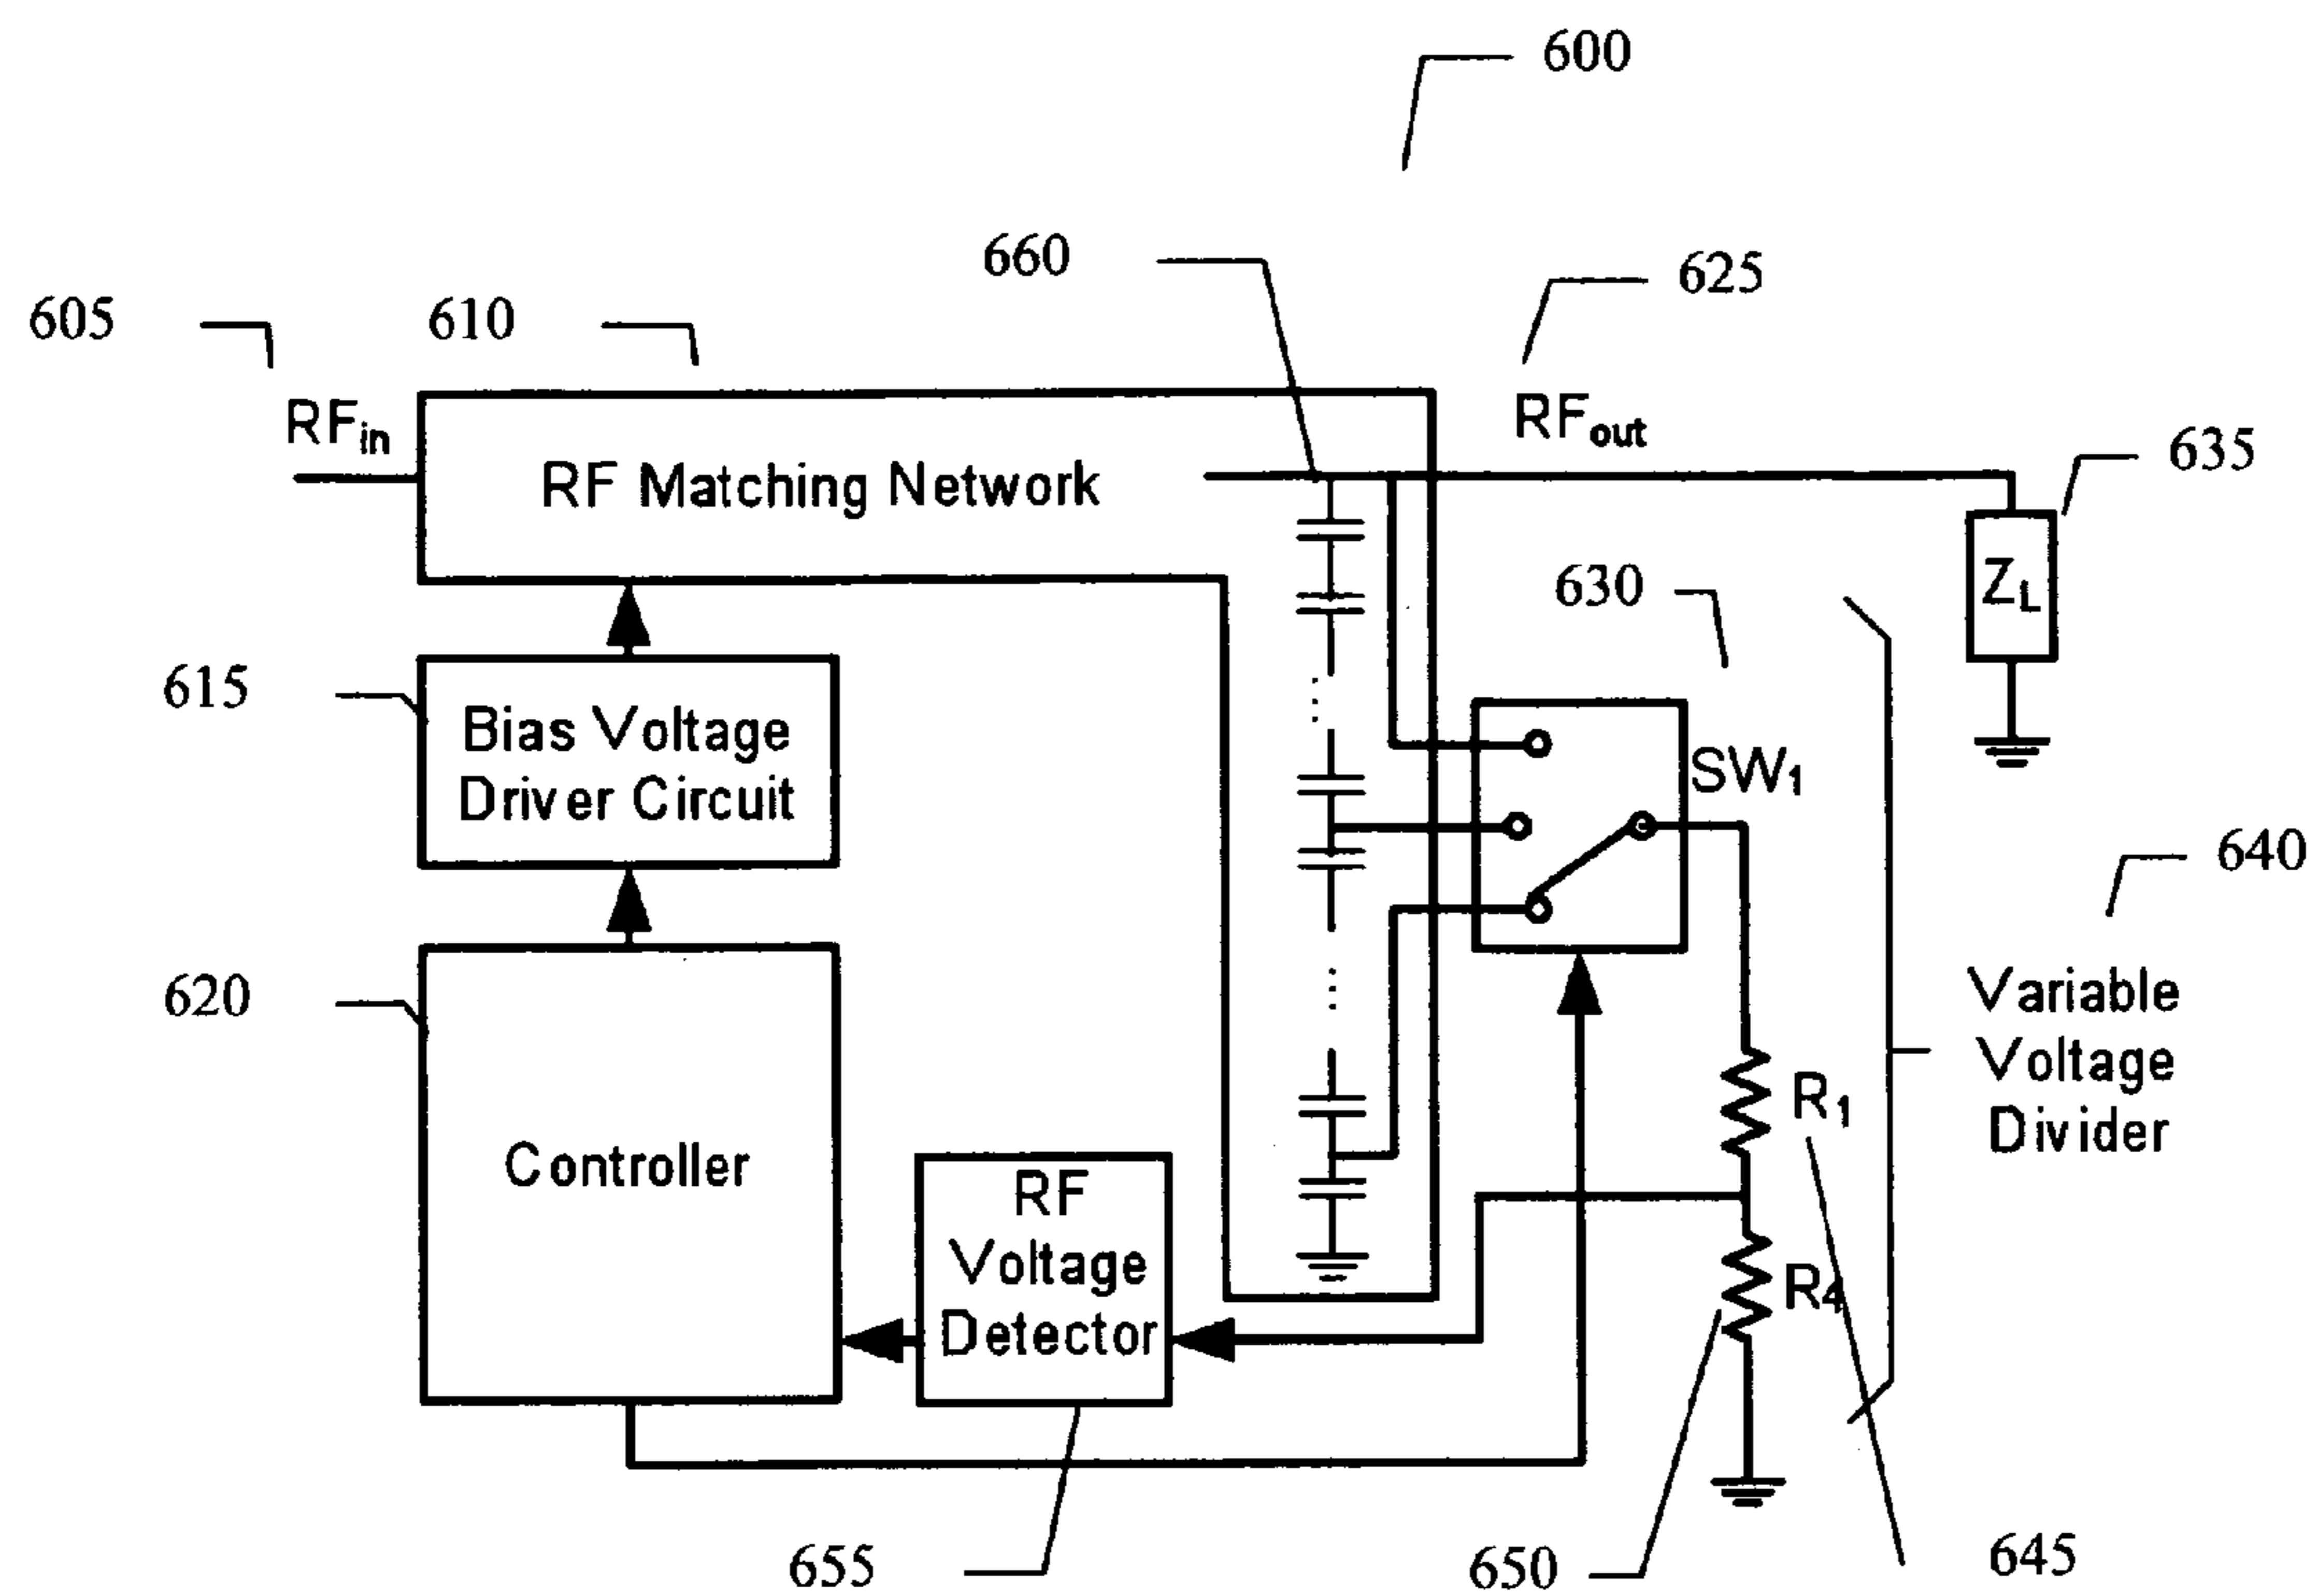 600
660
625
605
610
RFin
RFout
635
RF Matching Network
ZL
630
615
Bias Voltage
Driver Circuit
SW1
640
620
Variable
Voltage
Divider
R1
Controller
RF
Voltage
Detector
R4
655
650
645